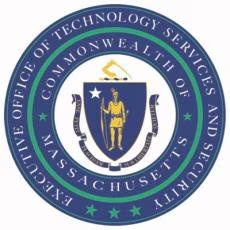 EXECUTIVE OFFICE OF TECHNOLOGY SERVICES AND SECURITY
COMMONWEALTH OF
MASSACHUSETTS